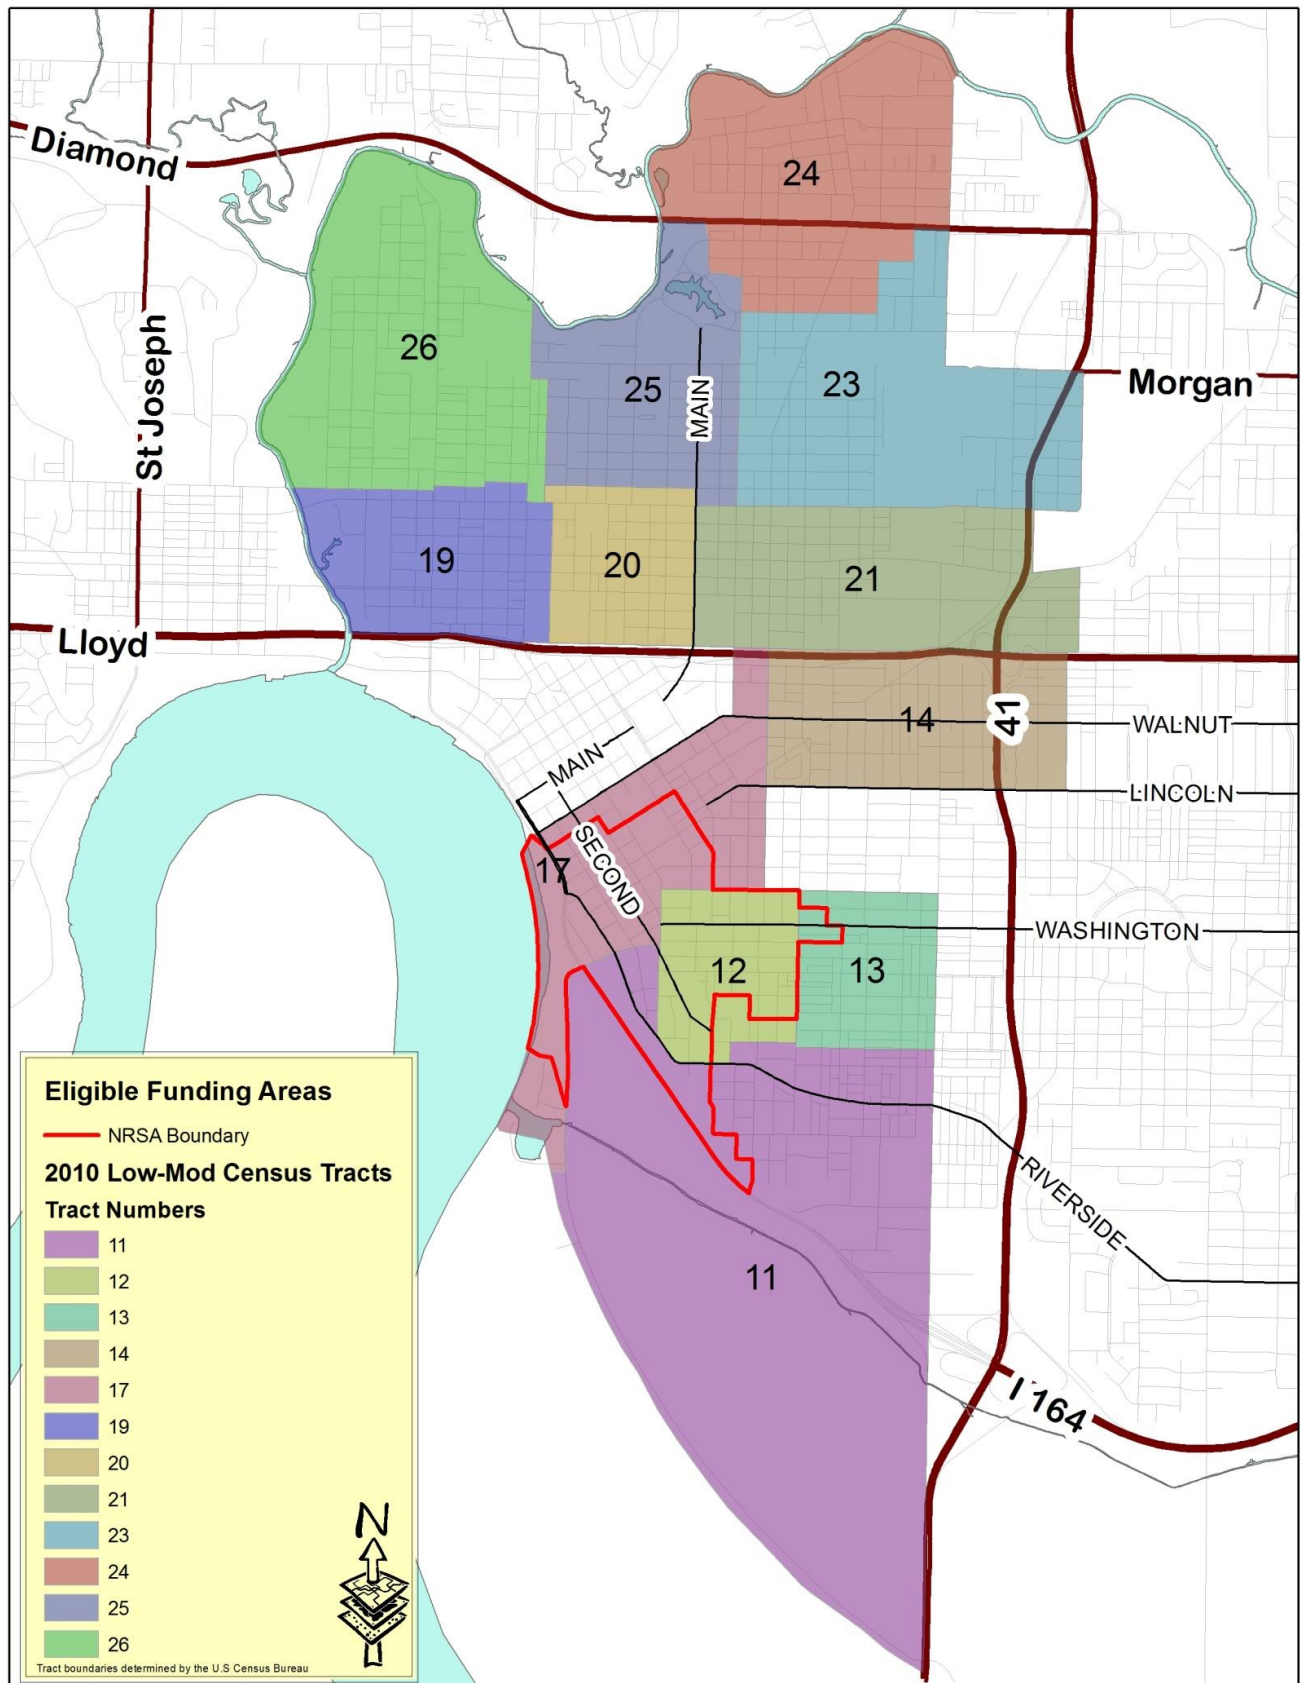 Diamond
24
St Joseph
26
25
MAIN
23
Morgan
19
20
21
Lloyd
14
41
WALNUT
MAIN
LINCOLN
SECOND
17
WASHINGTON
12
13
RIVERSIDE
11
I 164
Eligible Funding Areas
NRSA Boundary
2010 Low-Mod Census Tracts
Tract Numbers
11
12
13
14
17
19
20
21
23
24
25
26
N
Tract boundaries determined by the U.S Census Bureau